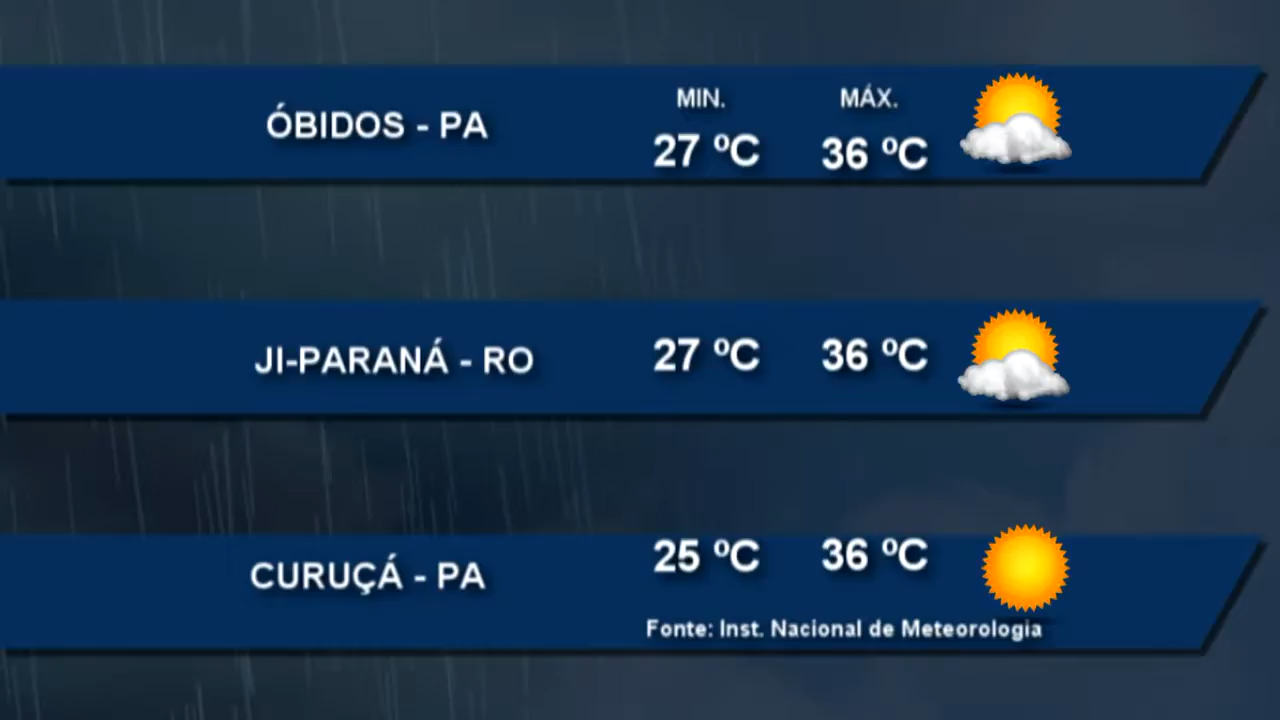 MIN. MÁX.
ÓBIDOS - PA 27 ºC 36 ºC
JI-PARANÁ - RO 27 ºC 36 ºC
CURUÇÁ - PA 25 ºC 36 ºC
Fonte: Inst. Nacional de Meteorologia